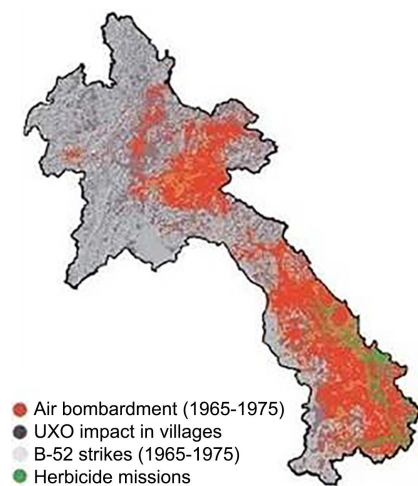 Air bombardment (1965-1975)
UXO impact in villages
B-52 strikes (1965-1975)
Herbicide missions